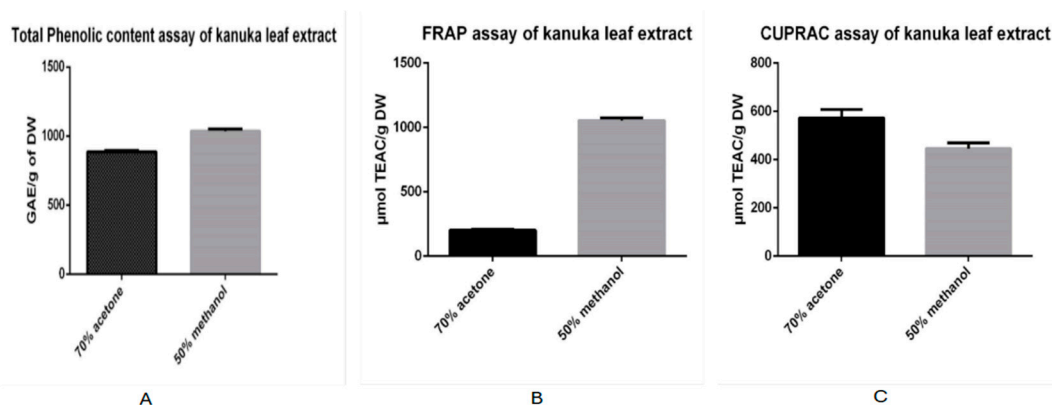 Total Phenolic content assay of kanuka leaf extract
GAE/g of DW
1500
1000
500
0
70% acetone
50% methanol
A
FRAP assay of kanuka leaf extract
µmol TEAC/g DW
1500
1000
500
0
70% acetone
50% methanol
B
CUPRAC assay of kanuka leaf extract
µmol TEAC/g DW
800
600
400
200
0
70% acetone
50% methanol
C